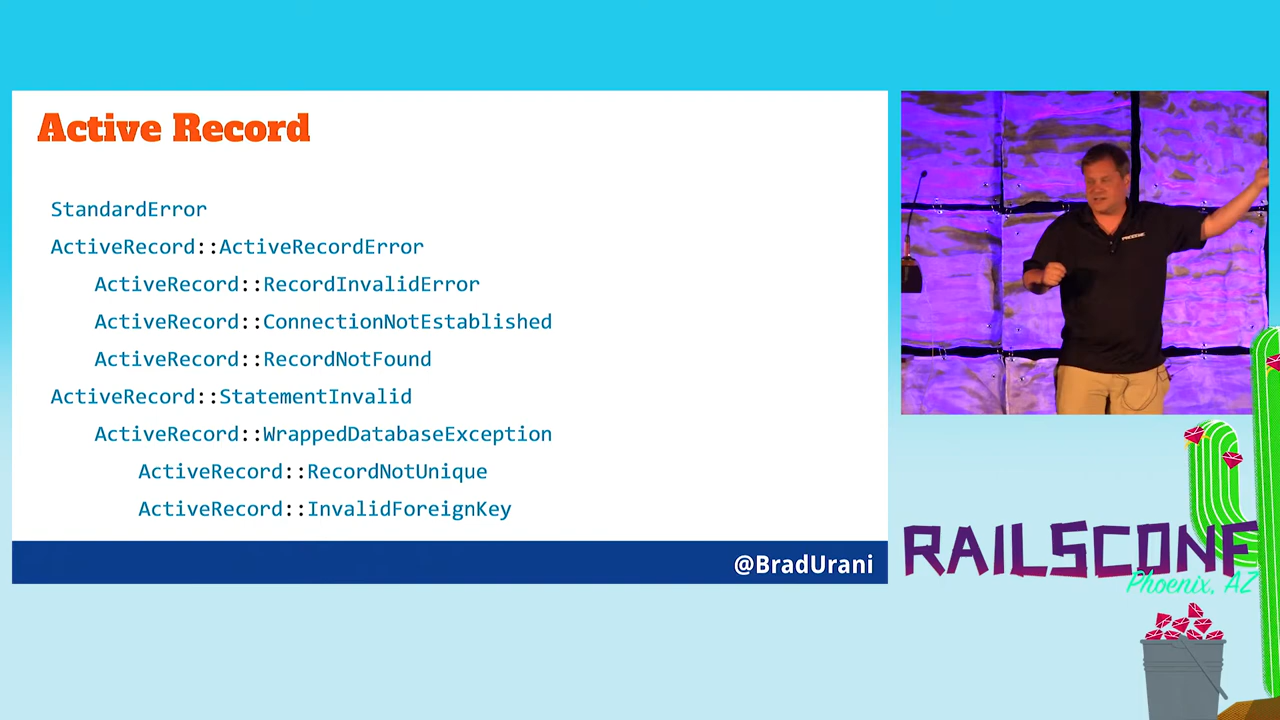 Active Record
StandardError
ActiveRecord::ActiveRecordError
ActiveRecord::RecordInvalidError
ActiveRecord::ConnectionNotEstablished
ActiveRecord::RecordNotFound
ActiveRecord::StatementInvalid
ActiveRecord::WrappedDatabaseException
ActiveRecord::RecordNotUnique
ActiveRecord::InvalidForeignKey
@BradUrani
RAILSCONF
Phoenix, AZ